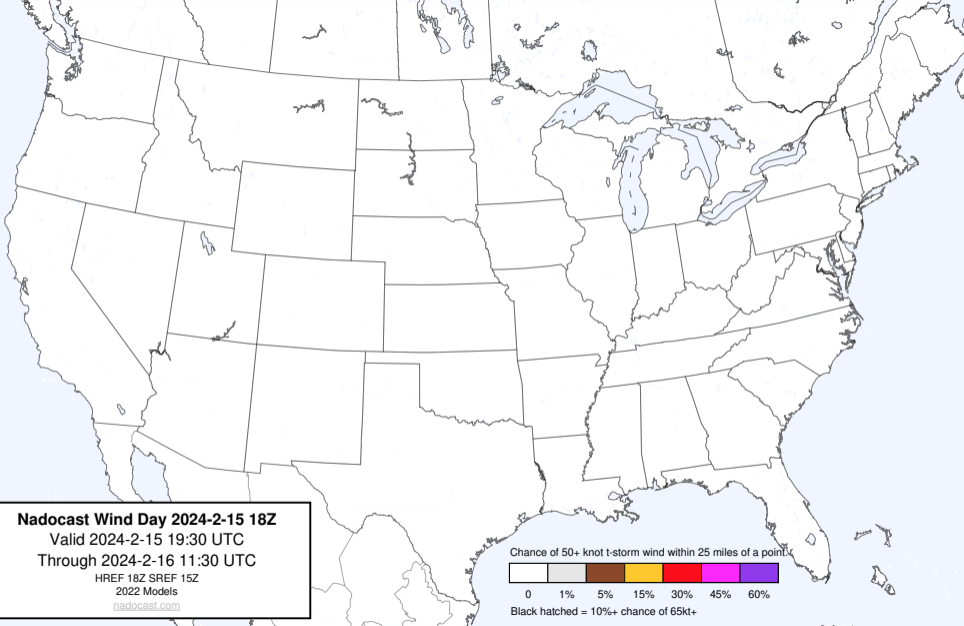 Nadocast Wind Day 2024-2-15 18Z
Valid 2024-2-15 19:30 UTC
Through 2024-2-16 11:30 UTC
HREF 18Z SREF 15Z
2022 Models
nadocast.com
Chance of 50+ knot t-storm wind within 25 miles of a point.
0 1% 5% 15% 30% 45% 60%
Black hatched = 10%+ chance of 65kt+